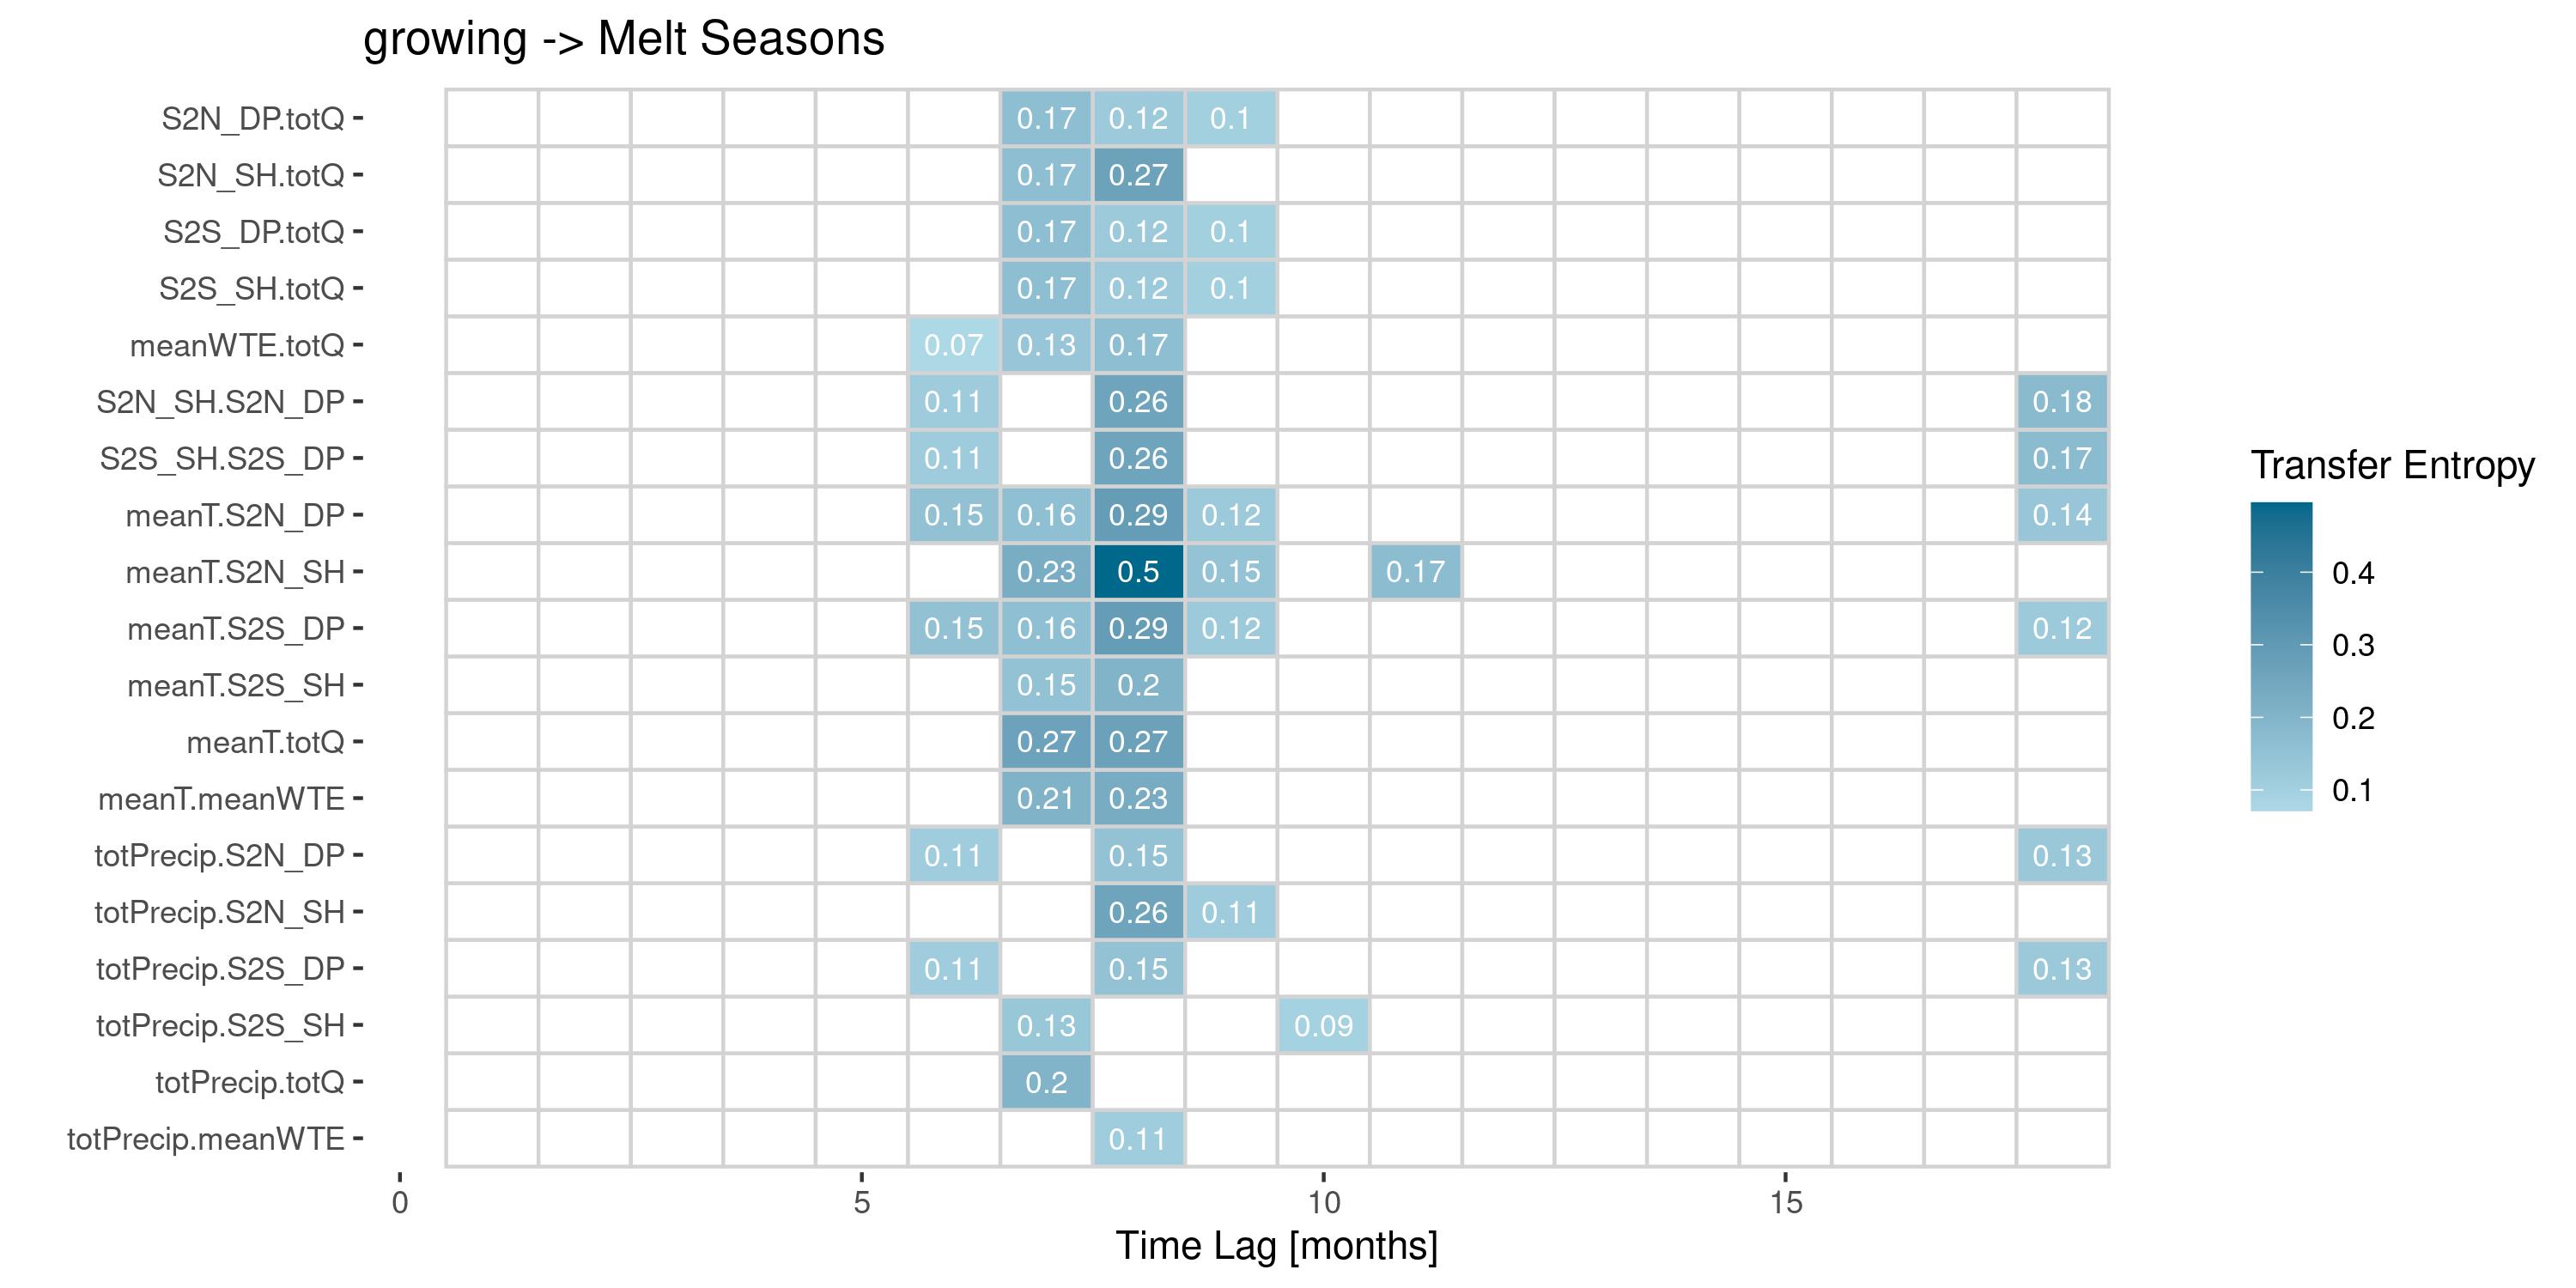 growing -> Melt Seasons
S2N_DP.totQ 0.17 0.12 0.1
S2N_SH.totQ 0.17 0.27
S2S_DP.totQ 0.17 0.12 0.1
S2S_SH.totQ 0.17 0.12 0.1
meanWTE.totQ 0.07 0.13 0.17
S2N_SH.S2N_DP 0.11 0.26 0.18
S2S_SH.S2S_DP 0.11 0.26 0.17
meanT.S2N_DP 0.15 0.16 0.29 0.12 0.14
meanT.S2N_SH 0.23 0.5 0.15 0.17
meanT.S2S_DP 0.15 0.16 0.29 0.12 0.12
meanT.S2S_SH 0.15 0.2
meanT.totQ 0.27 0.27
meanT.meanWTE 0.21 0.23
totPrecip.S2N_DP 0.11 0.15 0.13
totPrecip.S2N_SH 0.26 0.11
totPrecip.S2S_DP 0.11 0.15 0.13
totPrecip.S2S_SH 0.13 0.09
totPrecip.totQ 0.2
totPrecip.meanWTE 0.11
0 5 10 15
Time Lag [months]
Transfer Entropy
0.4
0.3
0.2
0.1